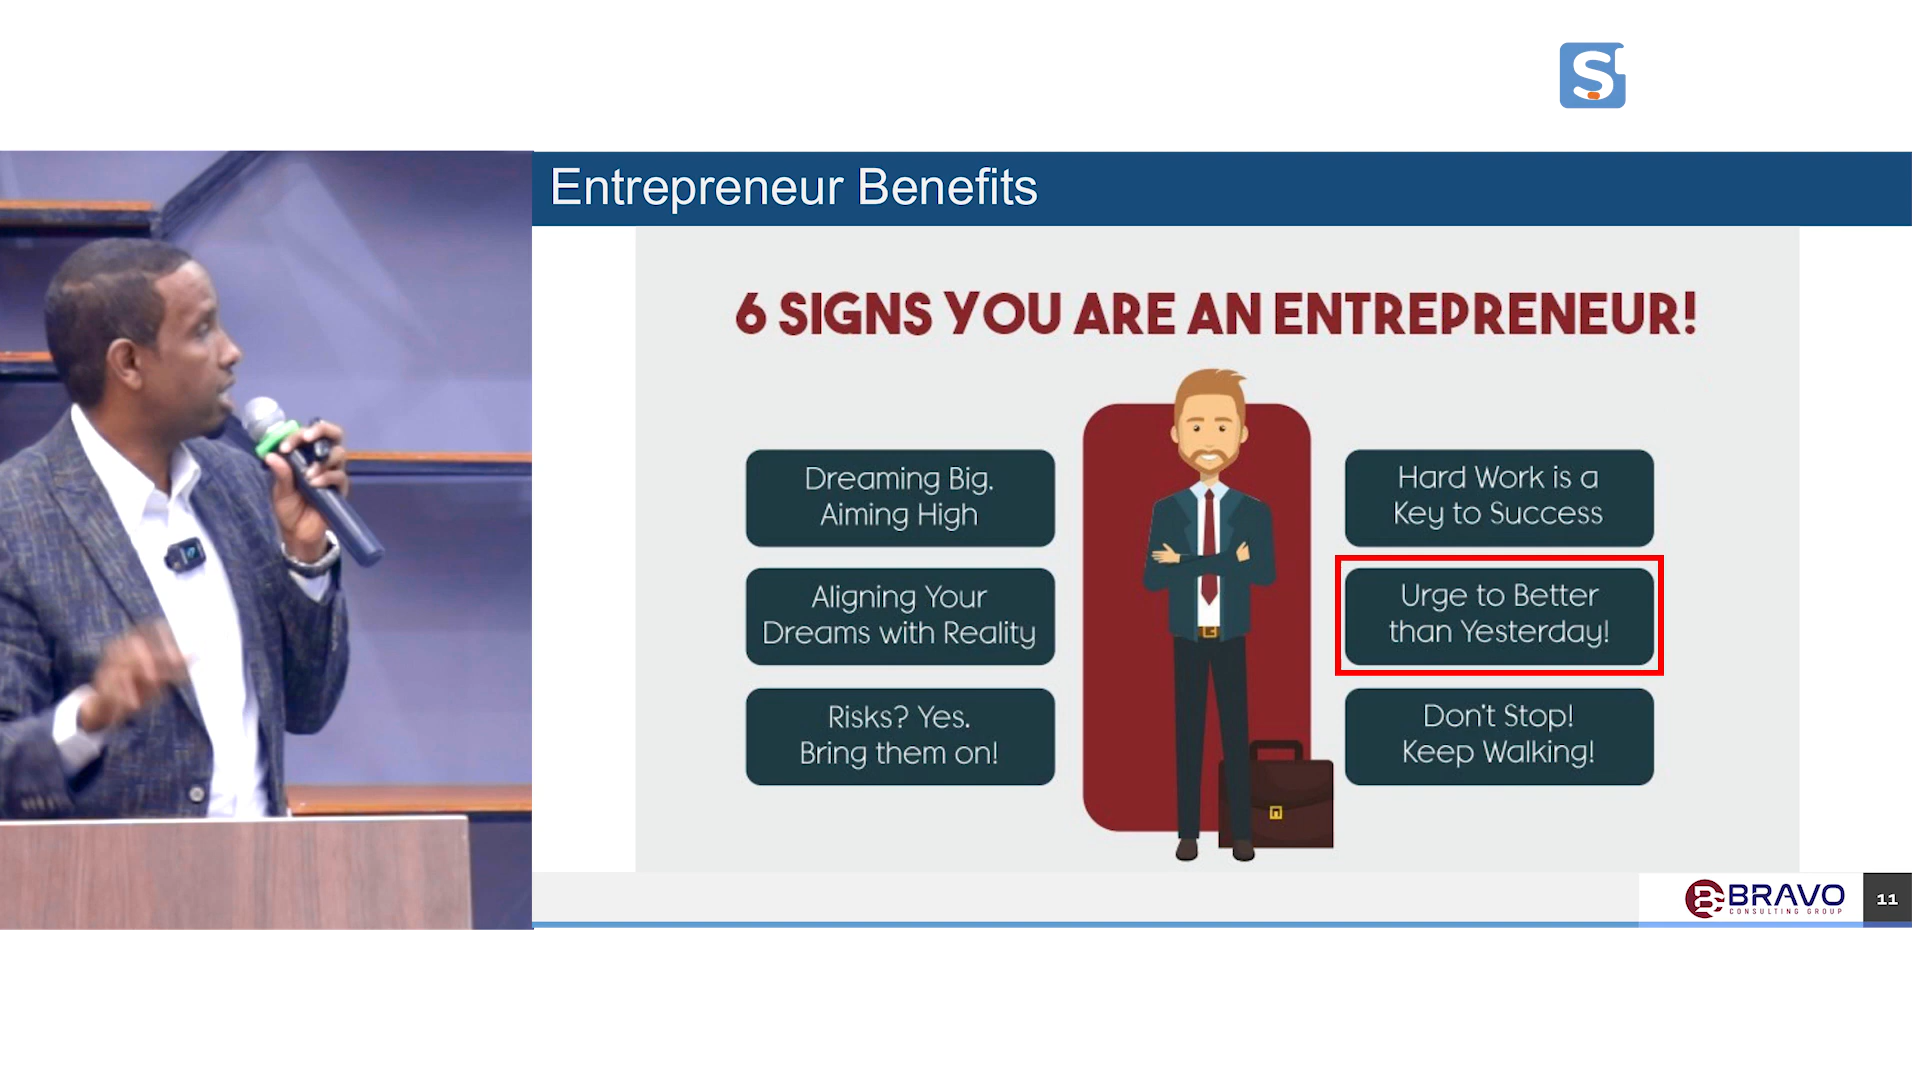 S
Entrepreneur Benefits
6 SIGNS YOU ARE AN ENTREPRENEUR!
Dreaming Big.
Aiming High
Aligning Your
Dreams with Reality
Risks? Yes.
Bring them on!
Hard Work is a
Key to Success
Urge to Better
than Yesterday!
Don't Stop!
Keep Walking!
BRAVO
CONSULTING GROUP
11